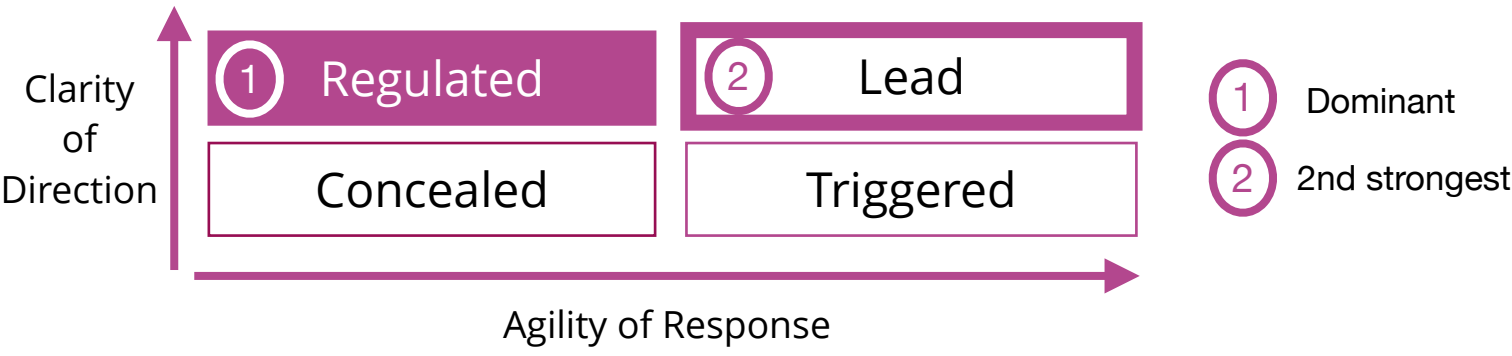 Clarity
of
Direction
1 Regulated
2 Lead
Concealed
Triggered
Agility of Response
1 Dominant
2 2nd strongest